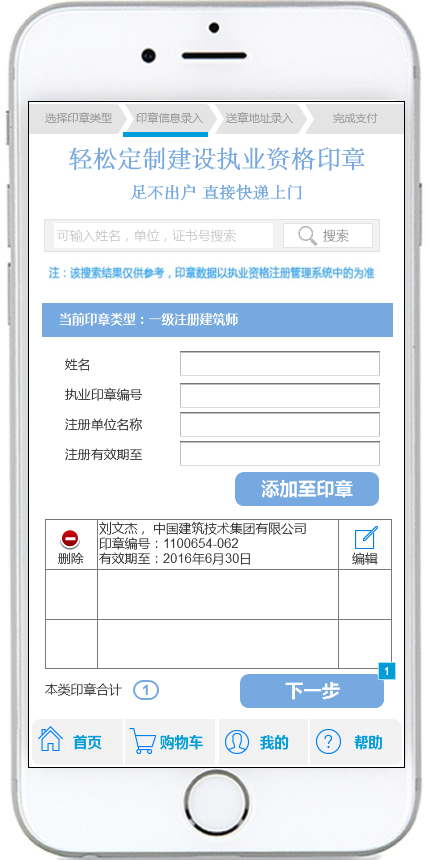 选择印章类型 印章信息录入 送章地址录入 完成支付
轻松定制建设执业资格印章
足不出户 直接快递上门
可输入姓名，单位，证书号搜索 搜索
注：该搜索结果仅供参考，印章数据以执业资格注册管理系统中的为准
当前印章类型：一级注册建筑师
姓名
执业印章编号
注册单位名称
注册有效期至
添加至印章
刘文杰， 中国建筑技术集团有限公司
印章编号：1100654-062
有效期至：2016年6月30日
删除 编辑
本类印章合计 1 下一步 1
首页 购物车 我的 帮助